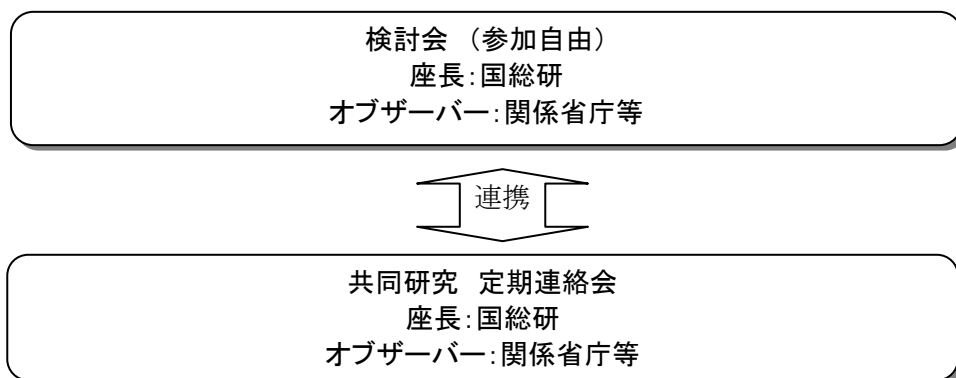 検討会 （参加自由）
座長：国総研
オブザーバー：関係省庁等
連携
共同研究　定期連絡会
座長：国総研
オブザーバー：関係省庁等